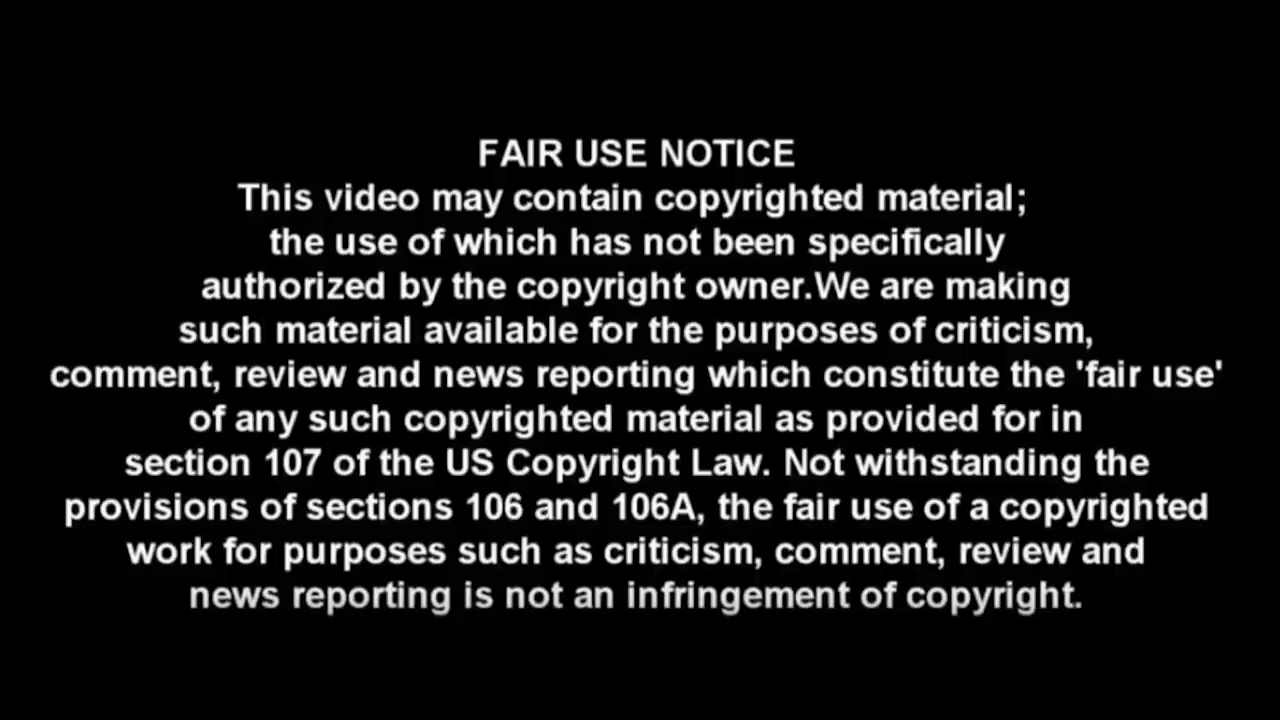 FAIR USE NOTICE
This video may contain copyrighted material;
the use of which has not been specifically
authorized by the copyright owner.We are making
such material available for the purposes of criticism,
comment, review and news reporting which constitute the 'fair use'
of any such copyrighted material as provided for in
section 107 of the US Copyright Law. Not withstanding the
provisions of sections 106 and 106A, the fair use of a copyrighted
work for purposes such as criticism, comment, review and
news reporting is not an infringement of copyright.